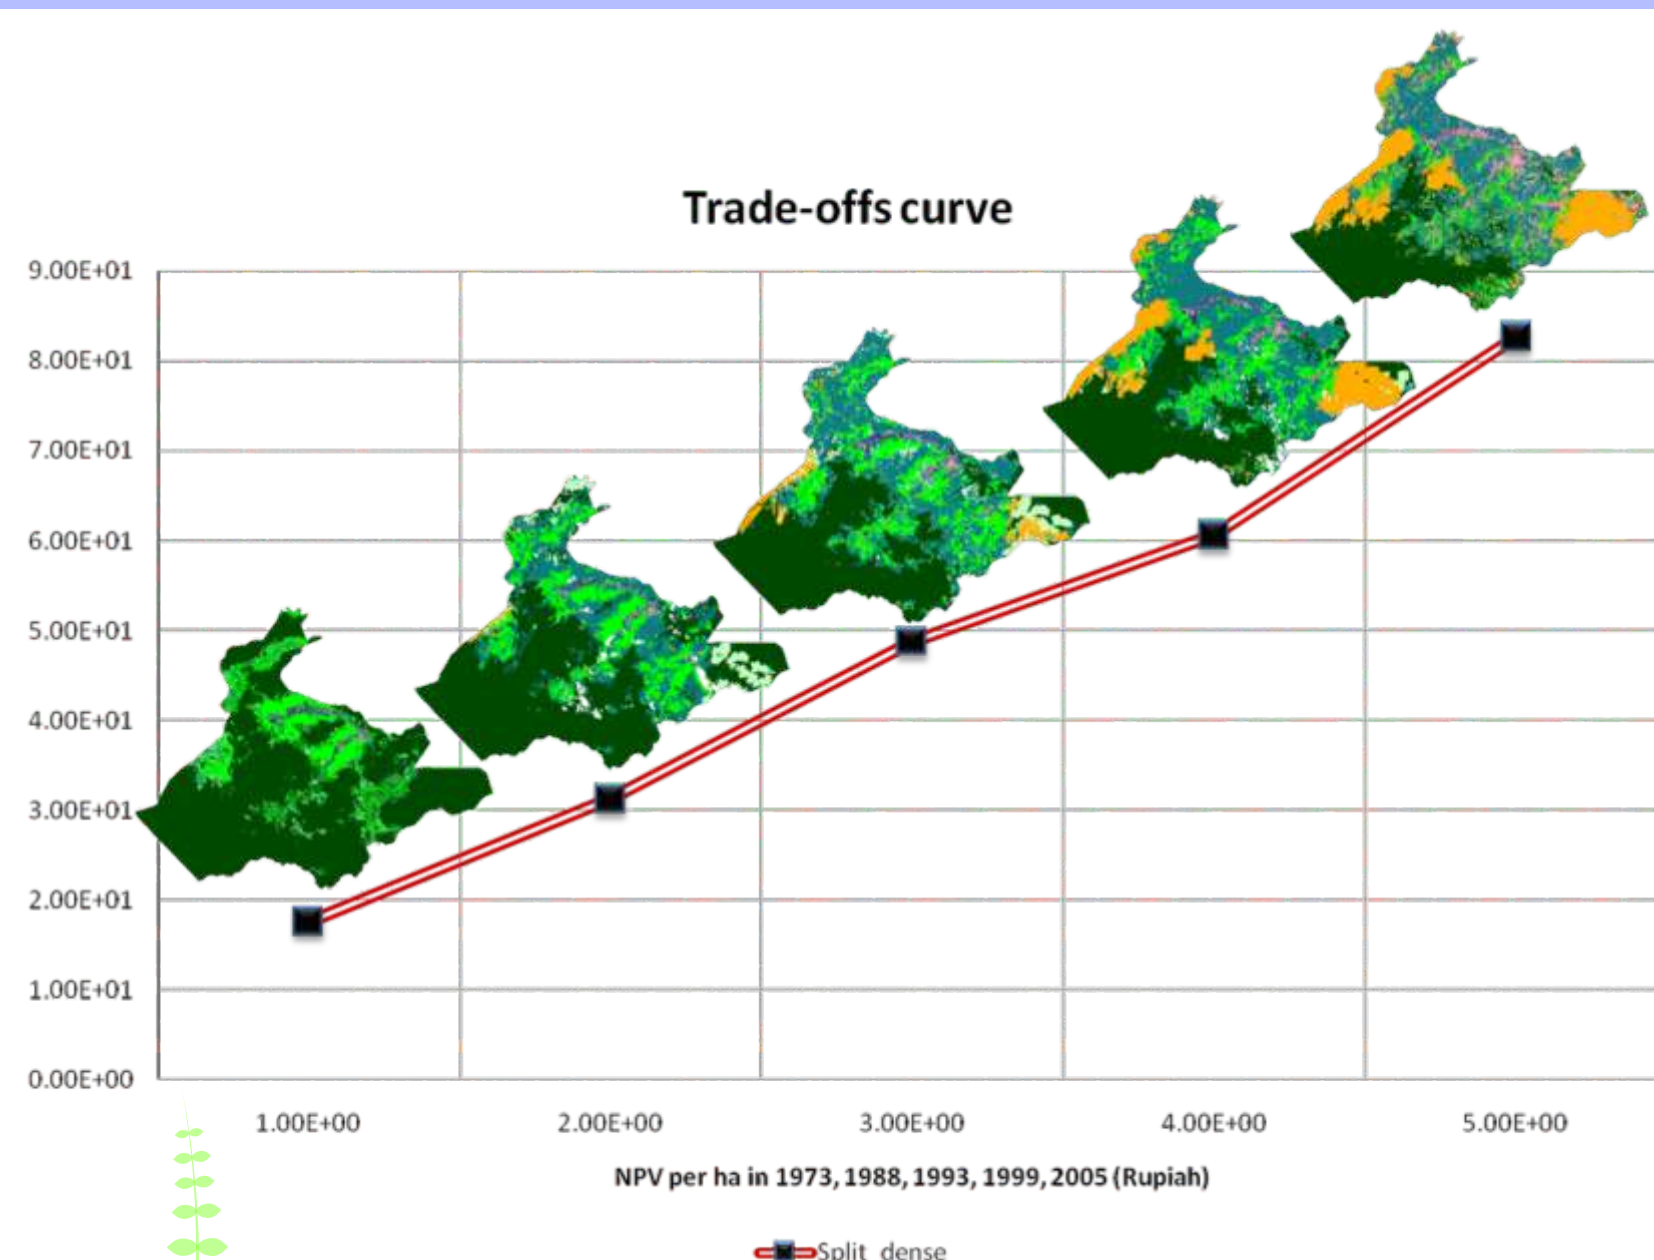 Trade-offs curve
9.00E+01
8.00E+01
7.00E+01
6.00E+01
5.00E+01
4.00E+01
3.00E+01
2.00E+01
1.00E+01
0.00E+00
1.00E+00 2.00E+00 3.00E+00 4.00E+00 5.00E+00
NPV per ha in 1973, 1988, 1993, 1999, 2005 (Rupiah)
Split dense